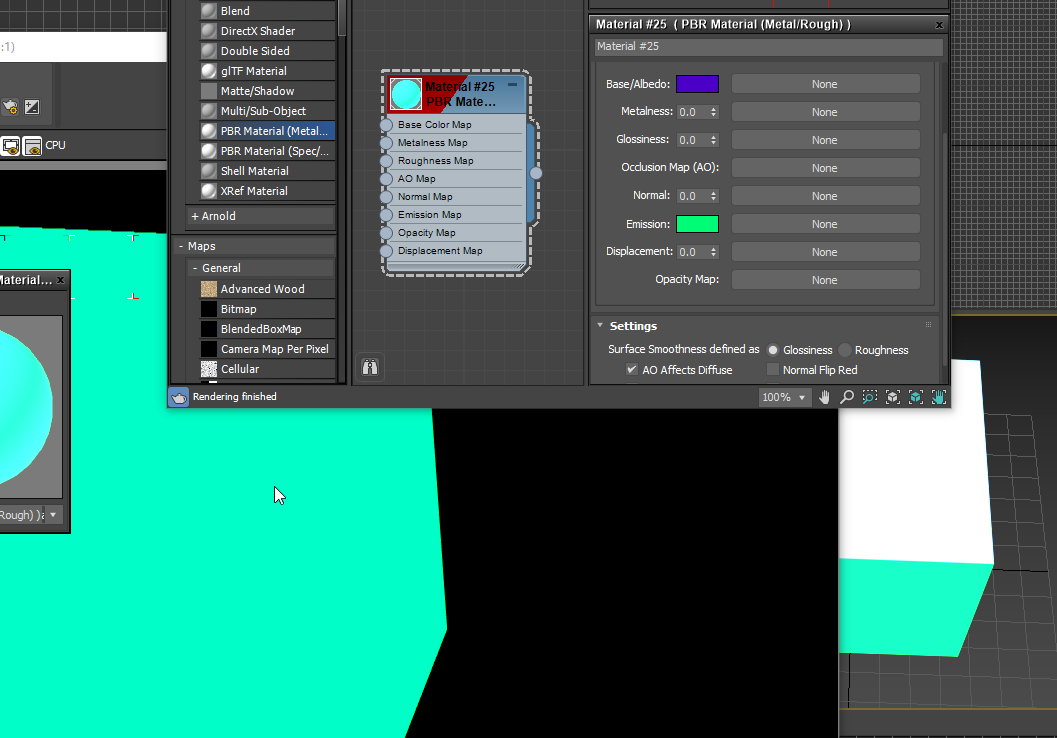 :1)
CPU
Material...
Rough) )
Blend
DirectX Shader
Double Sided
glTF Material
Matte/Shadow
Multi/Sub-Object
PBR Material (Metal...
PBR Material (Spec/...
Shell Material
XRef Material
+ Arnold
- Maps
- General
Advanced Wood
Bitmap
BlendedBoxMap
Camera Map Per Pixel
Cellular
Rendering finished
Material #25
PBR Mate...
Base Color Map
Metalness Map
Roughness Map
AO Map
Normal Map
Emission Map
Opacity Map
Displacement Map
Material #25 ( PBR Material (Metal/Rough) ) x
Material #25
Base/Albedo: None
Metalness: 0.0 None
Glossiness: 0.0 None
Occlusion Map (AO): None
Normal: 0.0 None
Emission: None
Displacement: 0.0 None
Opacity Map: None
Settings
Surface Smoothness defined as Glossiness Roughness
AO Affects Diffuse Normal Flip Red
100%